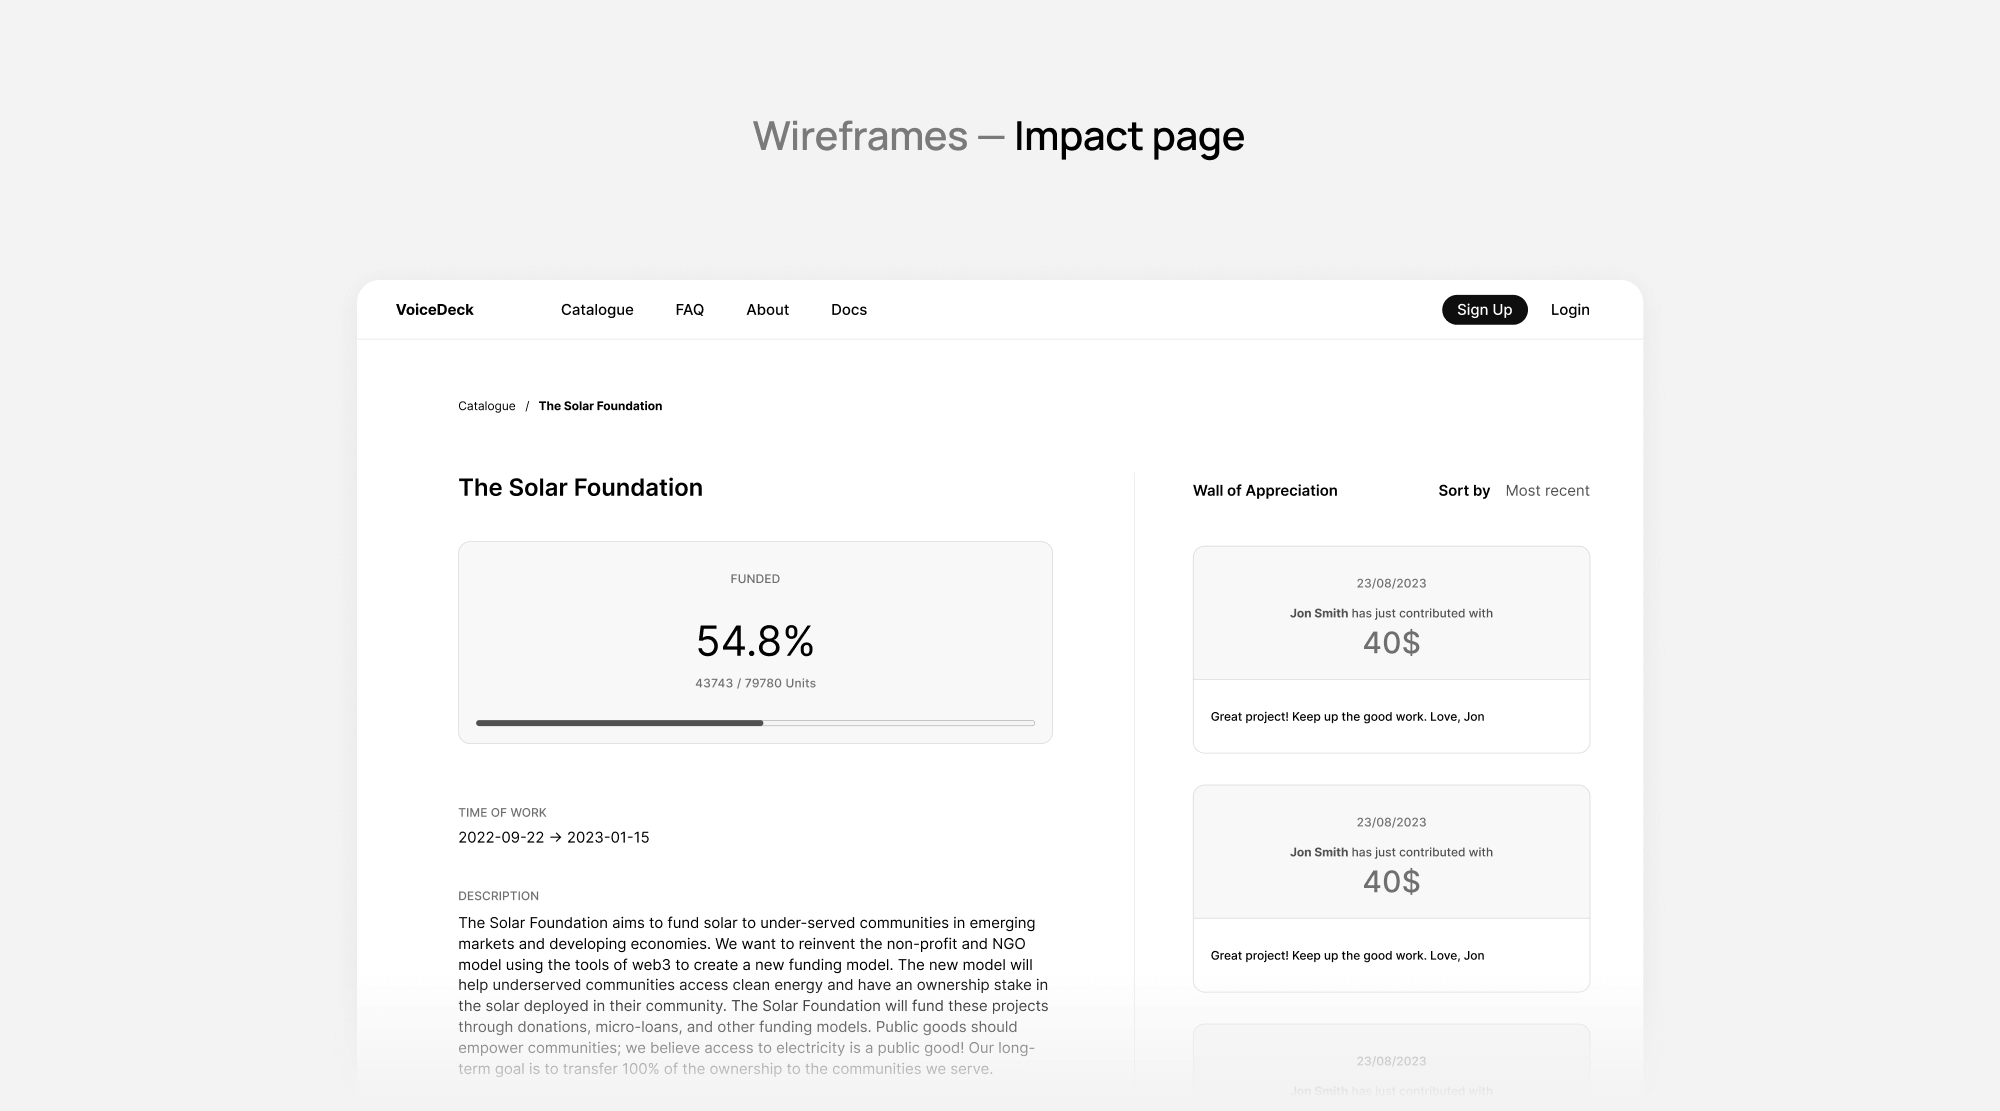 Wireframes — Impact page
VoiceDeck Catalogue FAQ About Docs Sign Up Login
Catalogue / The Solar Foundation
The Solar Foundation
FUNDED
54.8%
43743 / 79780 Units
TIME OF WORK
2022-09-22 → 2023-01-15
DESCRIPTION
The Solar Foundation aims to fund solar to under-served communities in emerging
markets and developing economies. We want to reinvent the non-profit and NGO
model using the tools of web3 to create a new funding model. The new model will
help underserved communities access clean energy and have an ownership stake in
the solar deployed in their community. The Solar Foundation will fund these projects
through donations, micro-loans, and other funding models. Public goods should
empower communities; we believe access to electricity is a public good! Our long-
term goal is to transfer 100% of the ownership to the communities we serve.
Wall of Appreciation Sort by Most recent
23/08/2023
Jon Smith has just contributed with
40$
Great project! Keep up the good work. Love, Jon
23/08/2023
Jon Smith has just contributed with
40$
Great project! Keep up the good work. Love, Jon
23/08/2023
Jon Smith has just contributed with